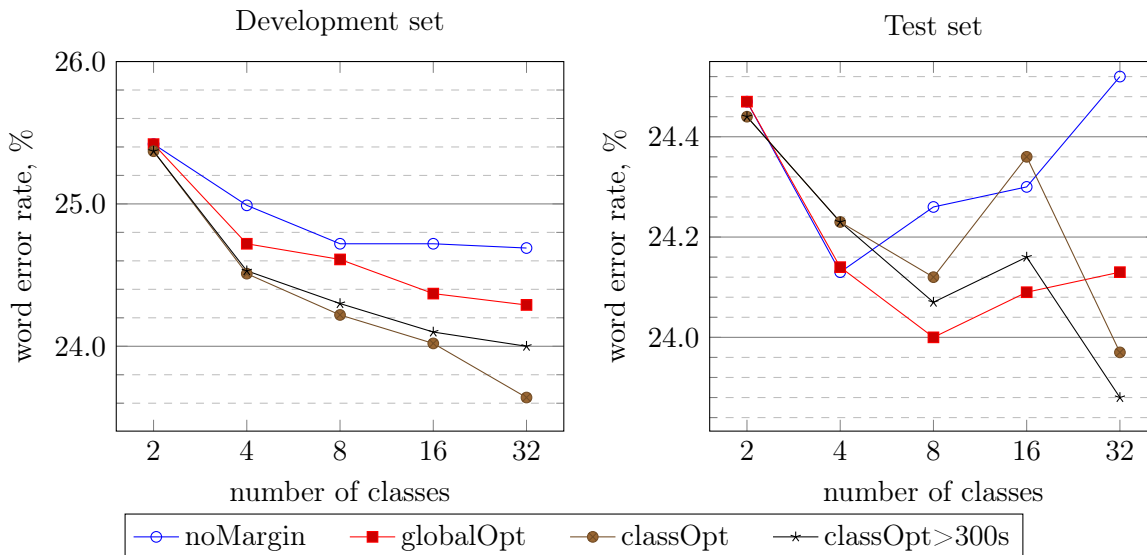 Development set
26.0
25.0
24.0
word error rate, %
2 4 8 16 32
number of classes
Test set
24.4
24.2
24.0
word error rate, %
2 4 8 16 32
number of classes
noMargin globalOpt classOpt classOpt>300s